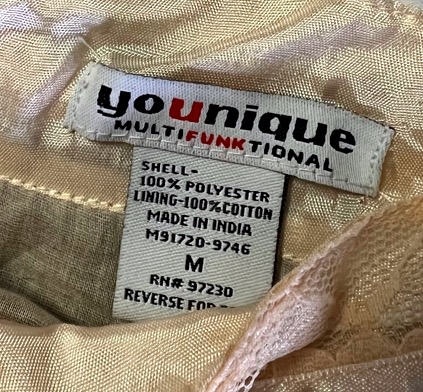 younique
MULTIFUNKTIONAL
SHELL-
100% POLYESTER
LINING-100%COTTON
MADE IN INDIA
M91720-9746
M
RN# 97230
REVERSE FOR